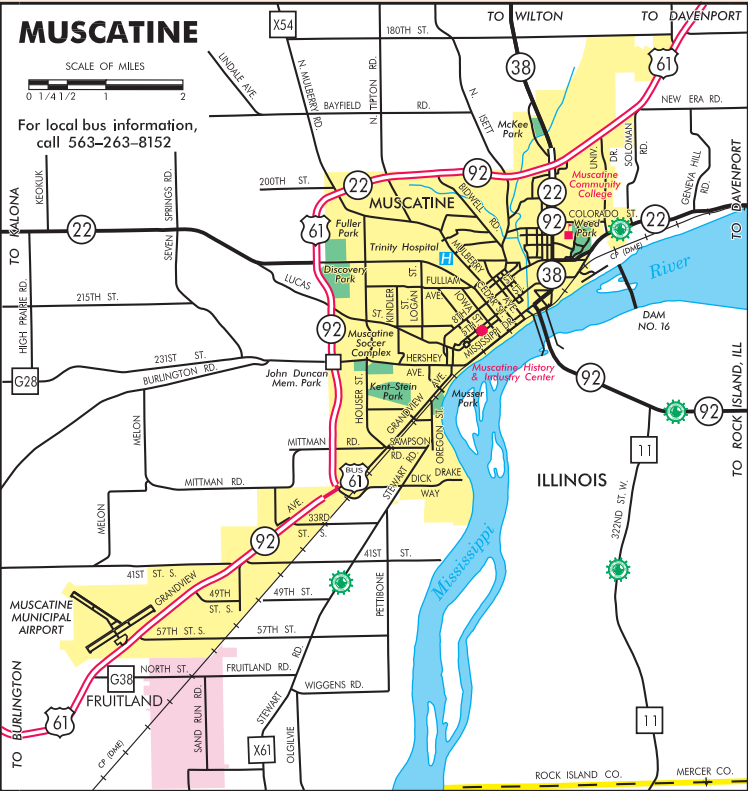 MUSCATINE
SCALE OF MILES
0 1/4 1/2 1 2
For local bus information,
call 563–263–8152
TO WILTON
TO DAVENPORT
X54
180TH ST.
38
61
LINDALE AVE.
N. MULBERRY RD.
N. TIPTON RD.
N. ISETT
BAYFIELD RD.
NEW ERA RD.
McKee
Park
UNIV. DR.
SOLOMAN RD.
GENEVA HILL RD.
TO DAVENPORT
Muscatine
Community
College
TO KALONA
KEOKUK
SEVEN SPRINGS RD.
200TH ST.
22
92
22
MUSCATINE
BIDWELL RD.
92
COLORADO ST.
22
Weed
Park
22
61
Fuller
Park
Trinity Hospital
H
MULBERRY
CP (DME)
River
Discovery
Park
LUCAS
ST.
FULLIAM
AVE.
38
CEDAR ST.
AVE.
IOWA
8TH ST.
5TH ST.
MISSISSIPPI DR.
HIGH PRAIRIE RD.
215TH ST.
KINDLER
ST.
LOGAN
ST.
DAM
NO. 16
92
Muscatine
Soccer
Complex
231ST ST.
HERSHEY
AVE.
G28
BURLINGTON RD.
John Duncan
Mem. Park
Muscatine History
& Industry Center
92
92
HOUSER ST.
Kent–Stein
Park
GRANDVIEW AVE.
Musser
Park
OREGON ST.
MELON
11
TO ROCK ISLAND, ILL
MITTMAN RD.
SAMPSON
RD.
BUS
61
STEWART RD.
DICK DRAKE
WAY
MITTMAN RD.
ILLINOIS
322ND ST. W.
MELON
AVE.
33RD
ST. S.
92
41ST ST.
Mississippi
41ST ST. S.
GRANDVIEW
49TH
ST. S.
49TH ST.
PETTIBONE
MUSCATINE
MUNICIPAL
AIRPORT
57TH ST. S.
57TH ST.
TO BURLINGTON
NORTH ST.
FRUITLAND RD.
G38
WIGGENS RD.
FRUITLAND
SAND RUN RD.
STEWART RD.
61
X61
OGILVIE
11
CP (DME)
ROCK ISLAND CO.
MERCER CO.